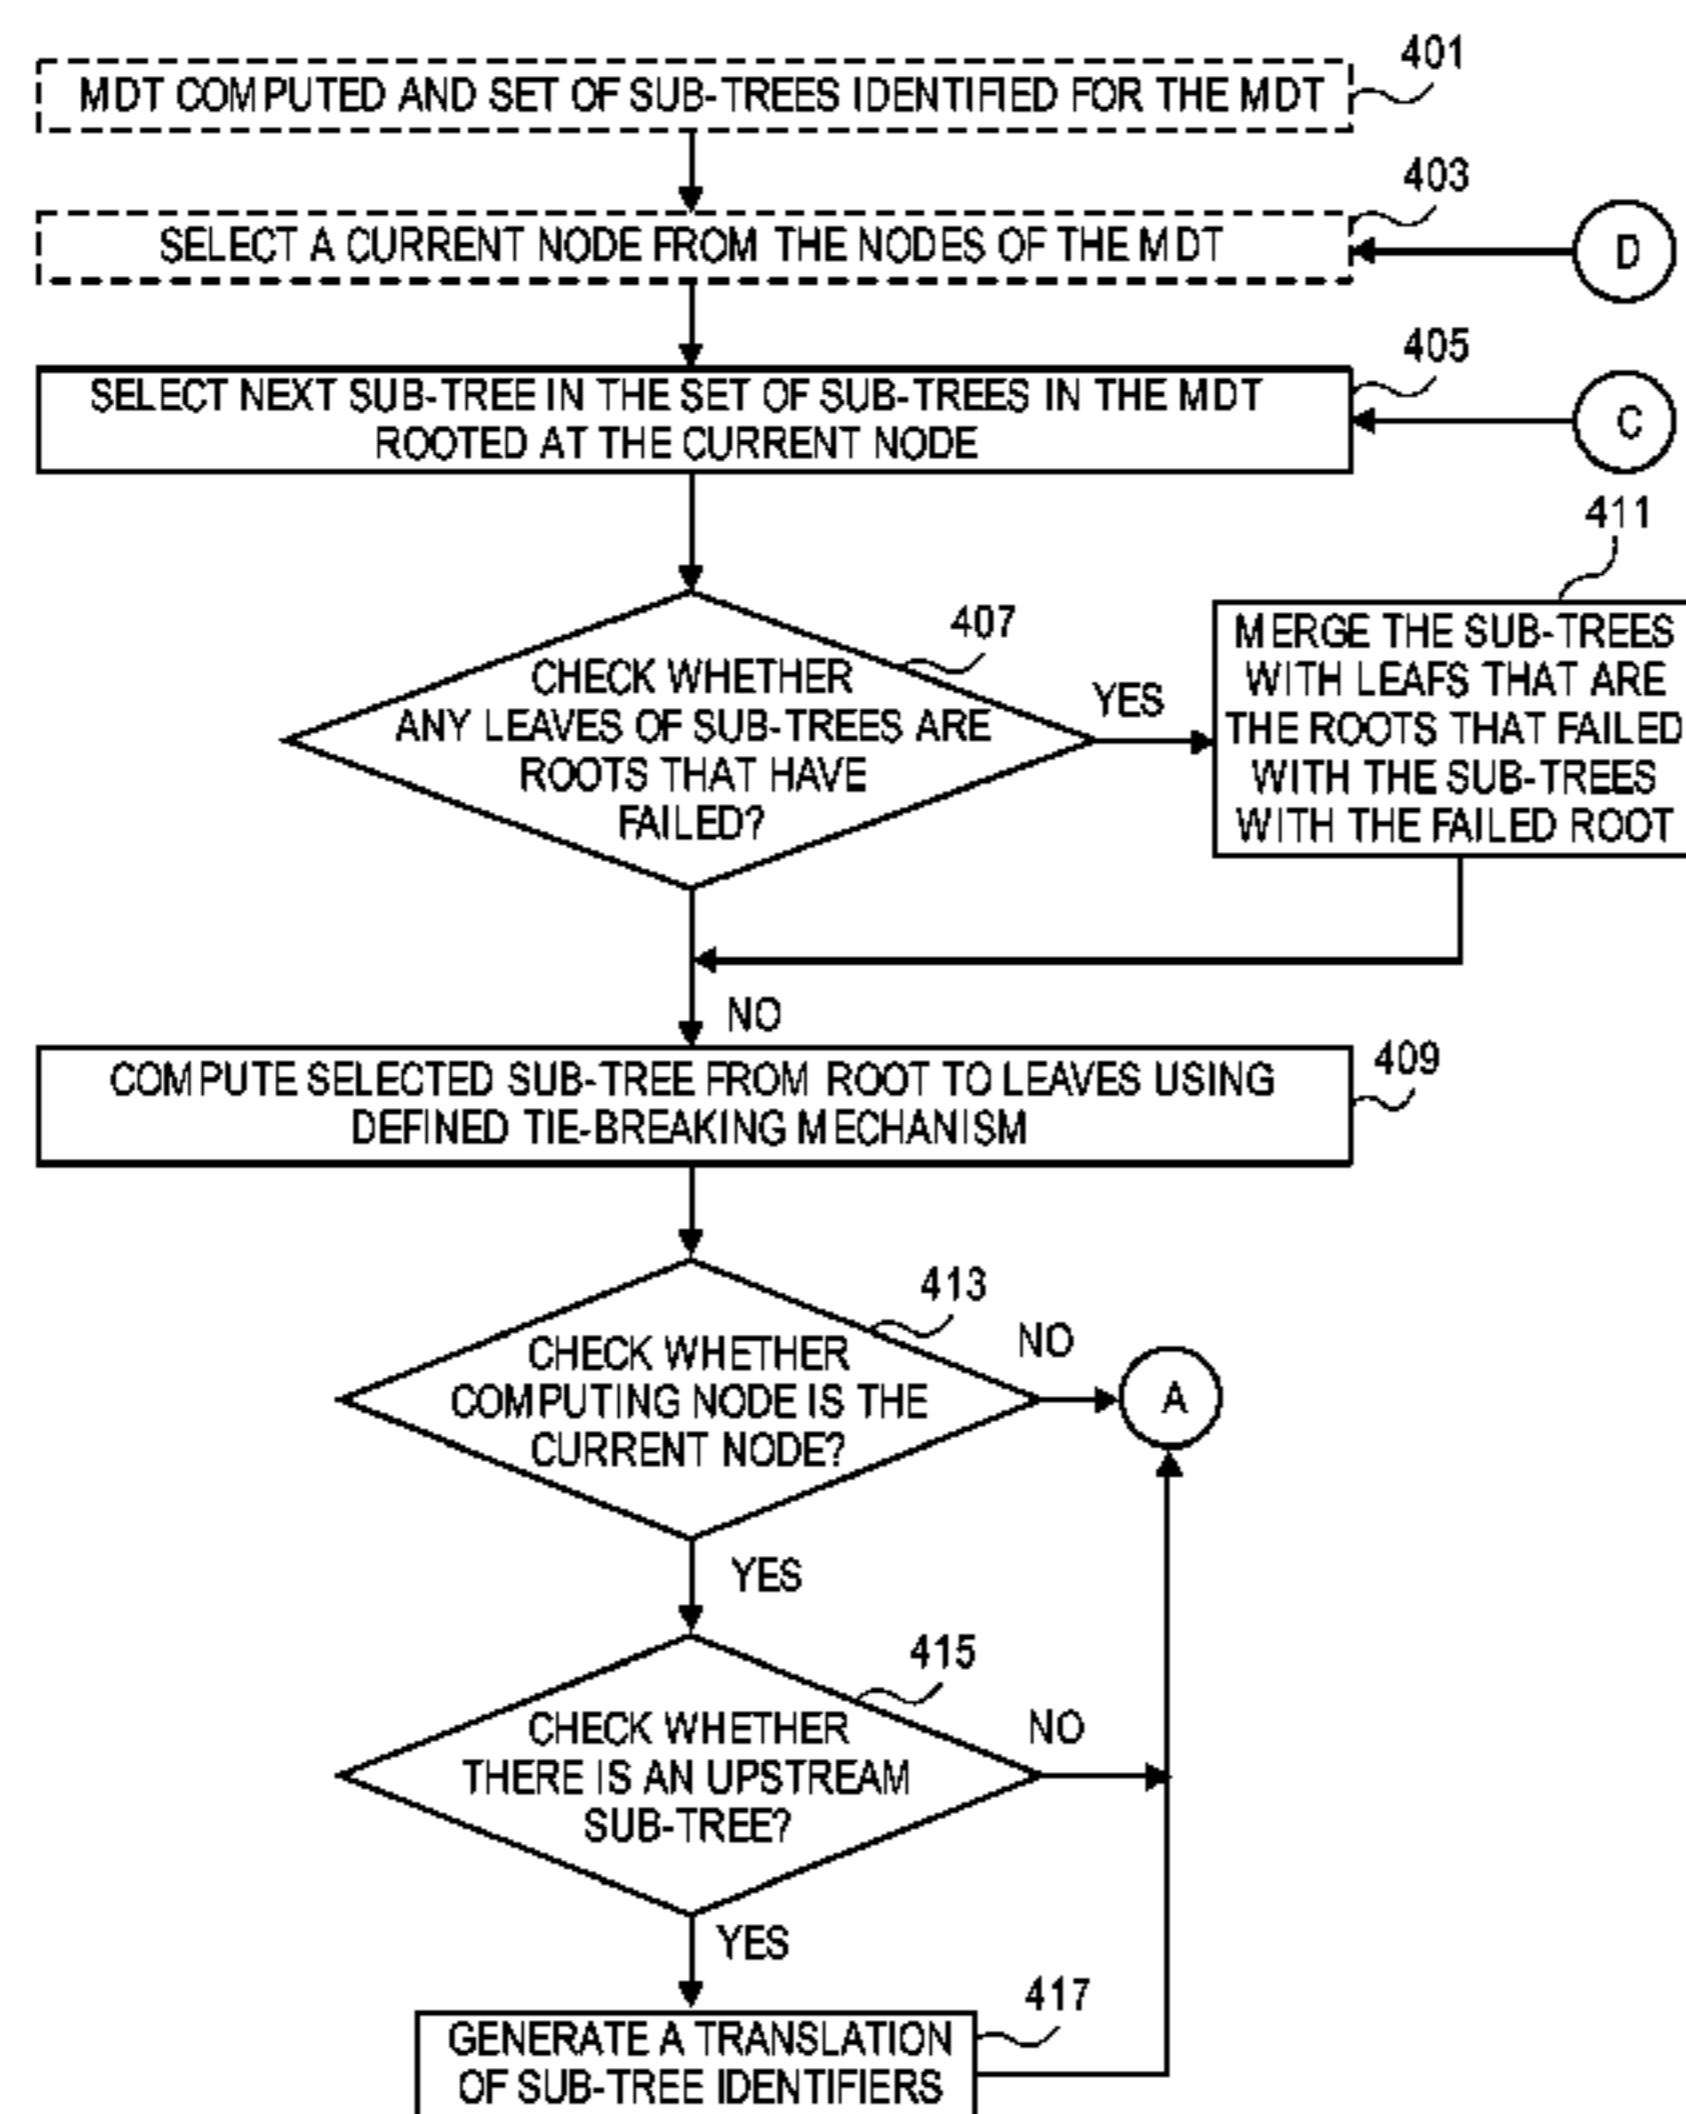 401
MDT COMPUTED AND SET OF SUB-TREES IDENTIFIED FOR THE MDT
403
SELECT A CURRENT NODE FROM THE NODES OF THE MDT
D
405
SELECT NEXT SUB-TREE IN THE SET OF SUB-TREES IN THE MDT
ROOTED AT THE CURRENT NODE
C
411
407
CHECK WHETHER
ANY LEAVES OF SUB-TREES ARE
ROOTS THAT HAVE
FAILED?
YES
MERGE THE SUB-TREES
WITH LEAFS THAT ARE
THE ROOTS THAT FAILED
WITH THE SUB-TREES
WITH THE FAILED ROOT
NO
409
COMPUTE SELECTED SUB-TREE FROM ROOT TO LEAVES USING
DEFINED TIE-BREAKING MECHANISM
413
CHECK WHETHER
COMPUTING NODE IS THE
CURRENT NODE?
NO
A
YES
415
CHECK WHETHER
THERE IS AN UPSTREAM
SUB-TREE?
NO
YES
417
GENERATE A TRANSLATION
OF SUB-TREE IDENTIFIERS